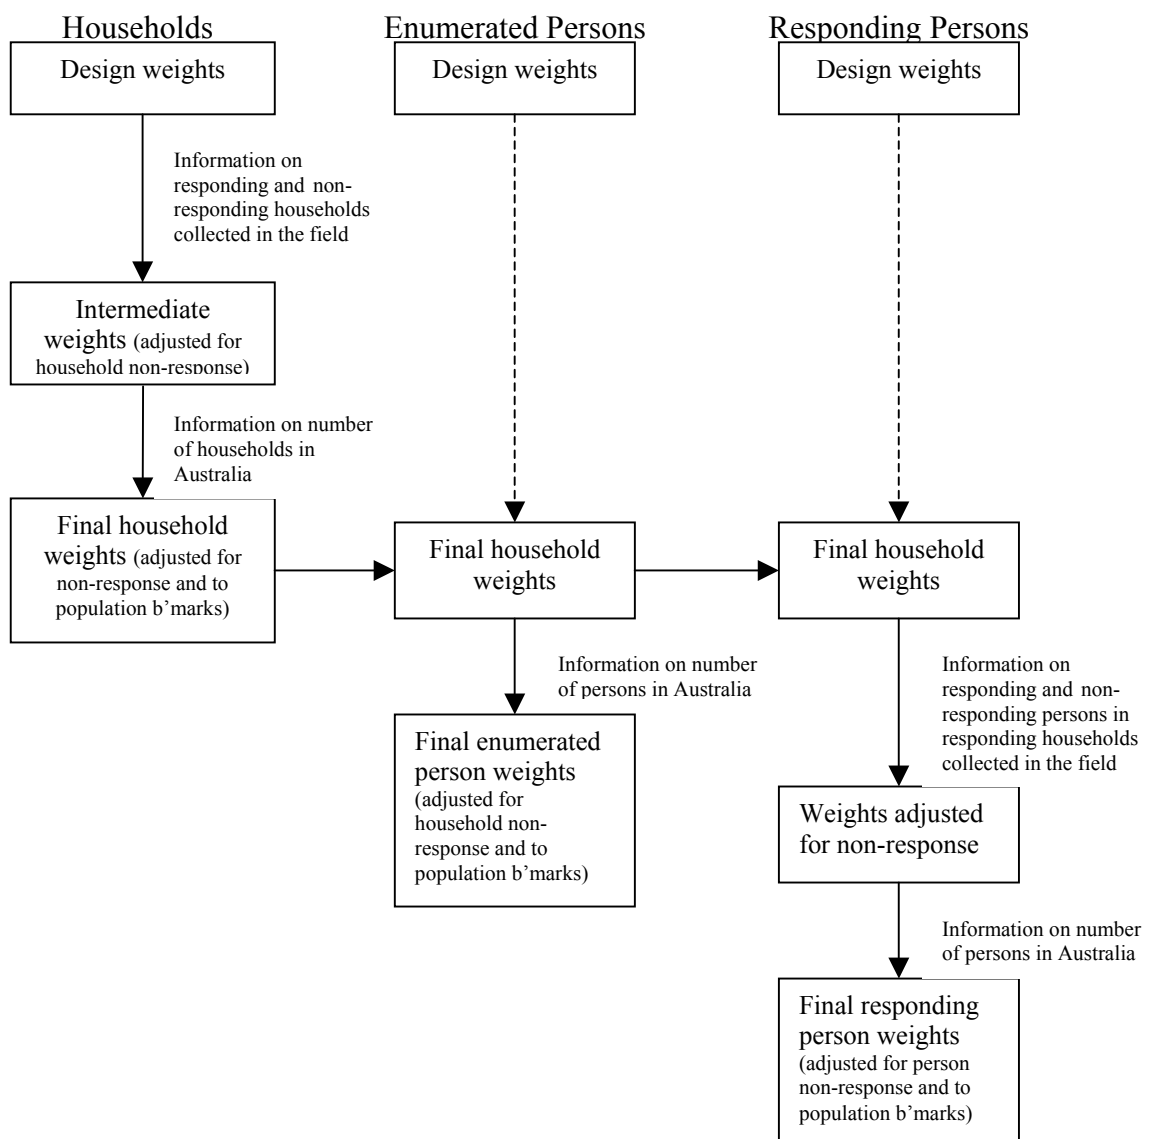 Households
Enumerated Persons
Responding Persons
Design weights
Design weights
Design weights
Information on
responding and non-
responding households
collected in the field
Intermediate
weights (adjusted for
household non-response)
Information on number
of households in
Australia
Final household
weights (adjusted for
non-response and to
population b’marks)
Final household
weights
Final household
weights
Information on number
of persons in Australia
Information on
responding and non-
responding persons in
responding households
collected in the field
Final enumerated
person weights
(adjusted for
household non-
response and to
population b’marks)
Weights adjusted
for non-response
Information on number
of persons in Australia
Final responding
person weights
(adjusted for person
non-response and to
population b’marks)